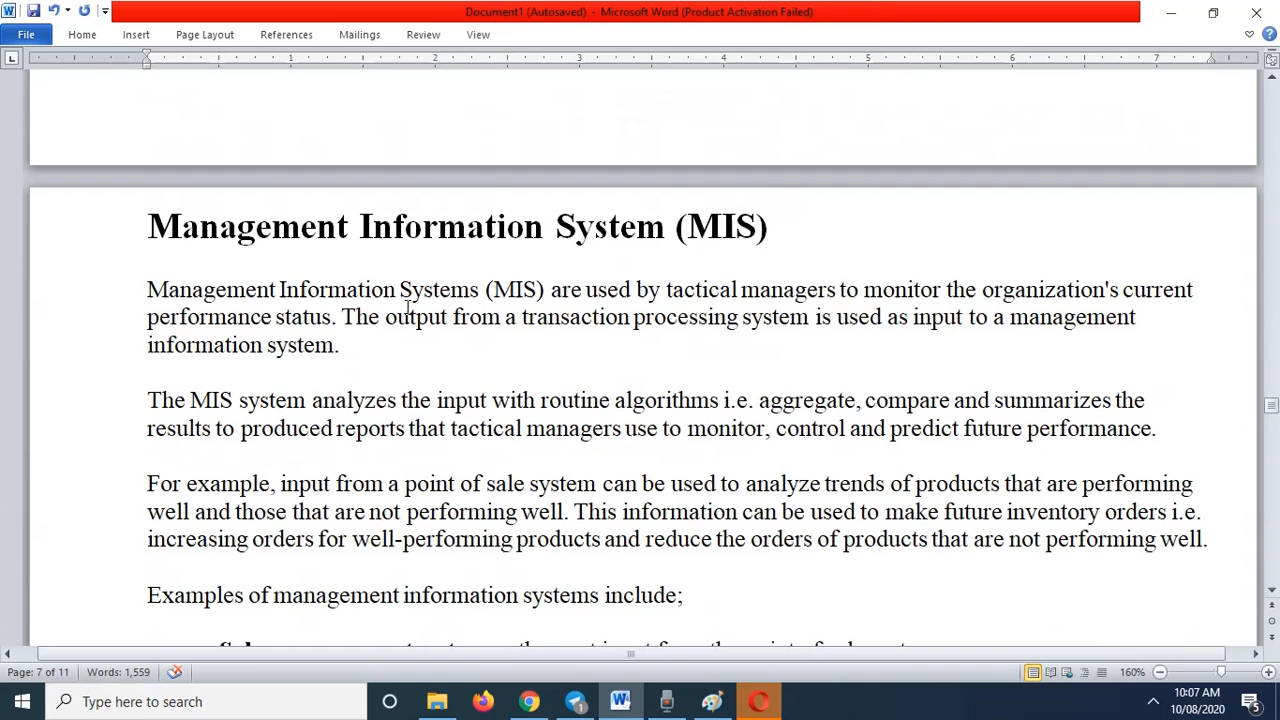 Document1 (Autosaved) - Microsoft Word (Product Activation Failed)
File Home Insert Page Layout References Mailings Review View
1 2 3 4 5 6 7
Management Information System (MIS)
Management Information Systems (MIS) are used by tactical managers to monitor the organization's current
performance status. The output from a transaction processing system is used as input to a management
information system.
The MIS system analyzes the input with routine algorithms i.e. aggregate, compare and summarizes the
results to produced reports that tactical managers use to monitor, control and predict future performance.
For example, input from a point of sale system can be used to analyze trends of products that are performing
well and those that are not performing well. This information can be used to make future inventory orders i.e.
increasing orders for well-performing products and reduce the orders of products that are not performing well.
Examples of management information systems include;
Page: 7 of 11 Words: 1,559 160%
Type here to search
10:07 AM
10/08/2020